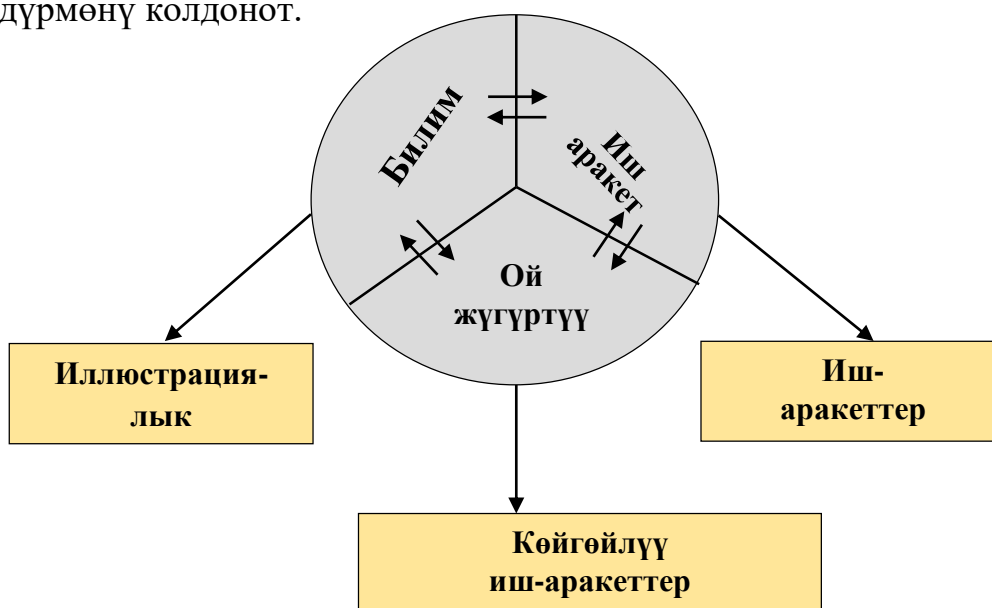 дүрмөнү колдонот.
Билим
Иш
аракет
Ой
жүгүртүү
Иллюстрация-
лык
Иш-
аракеттер
Көйгөйлүү
иш-аракеттер